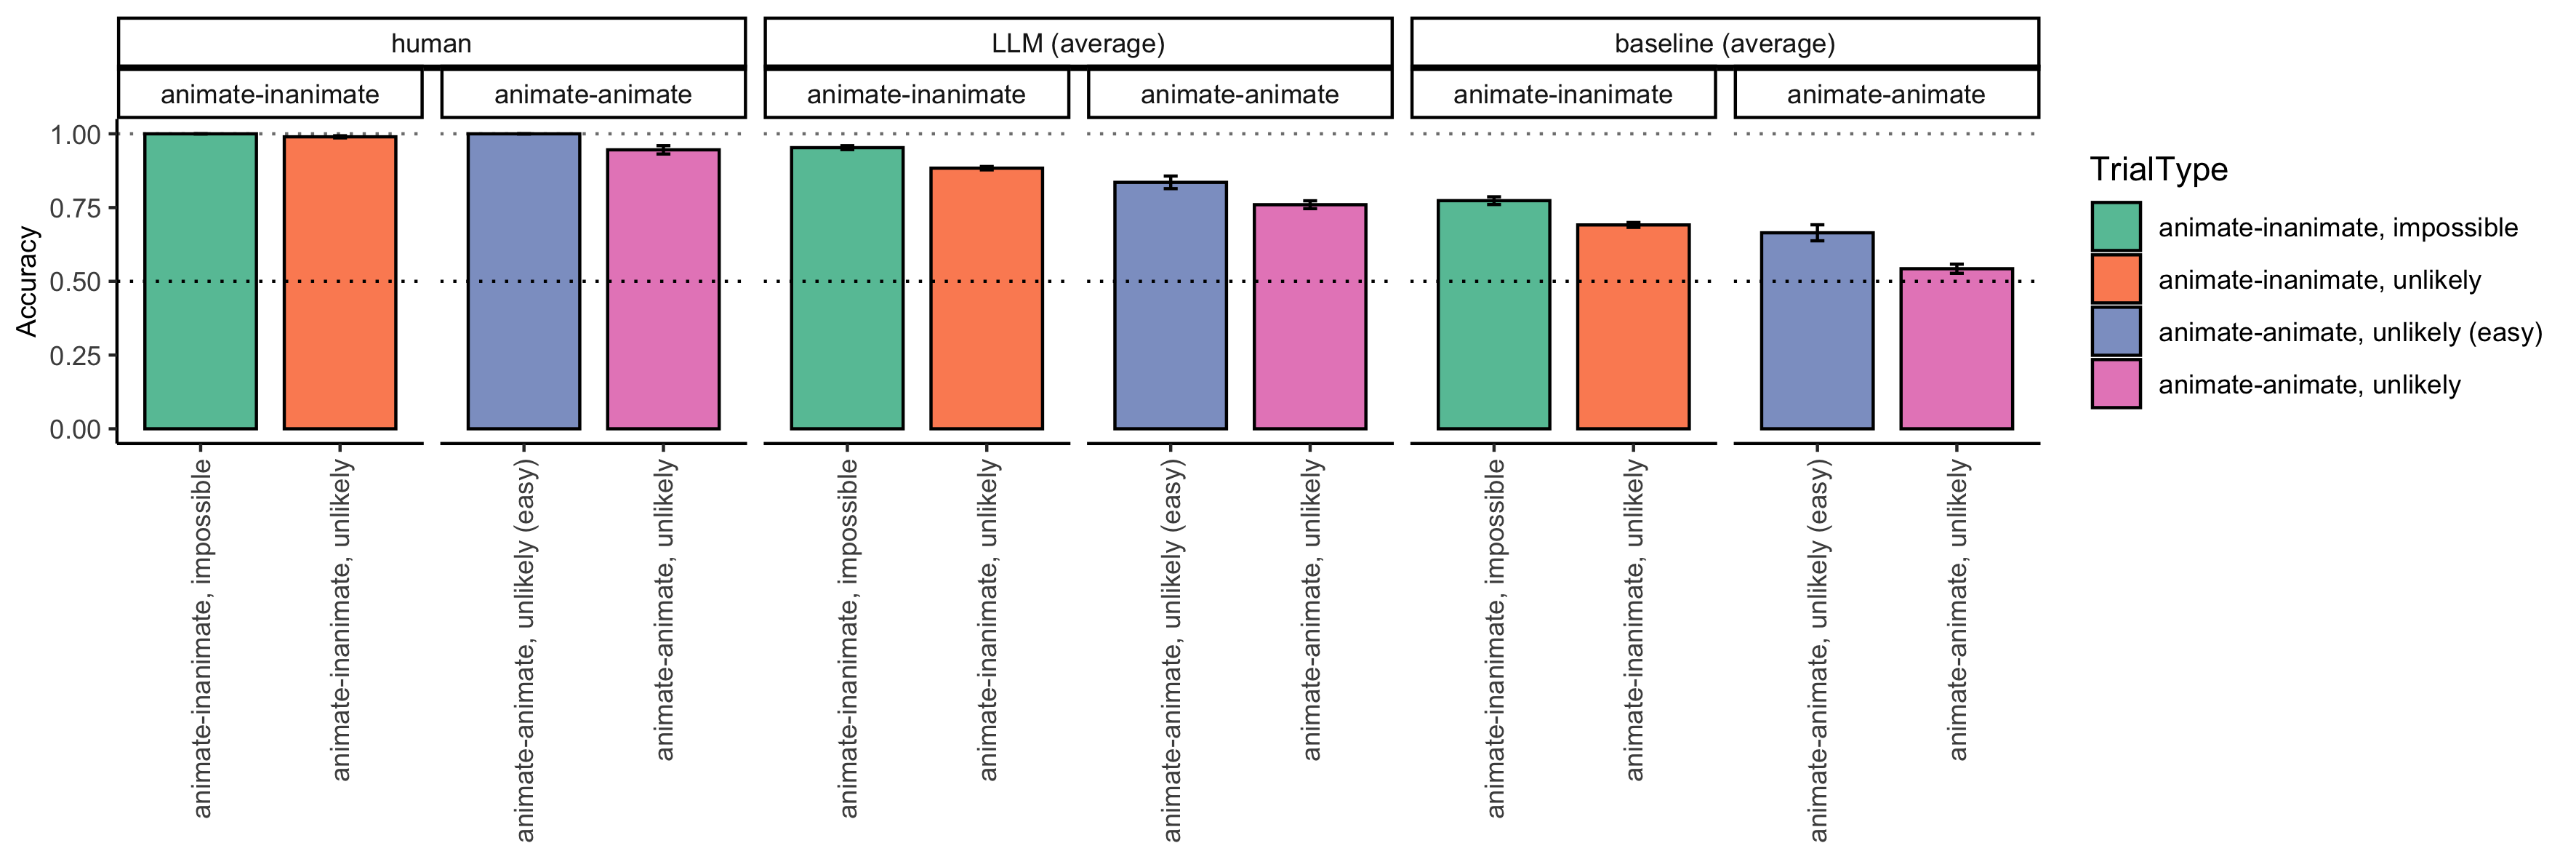 human
LLM (average)
baseline (average)
animate-inanimate
animate-animate
animate-inanimate
animate-animate
animate-inanimate
animate-animate
Accuracy
1.00
0.75
0.50
0.25
0.00
animate-inanimate, impossible
animate-inanimate, unlikely
animate-animate, unlikely (easy)
animate-animate, unlikely
animate-inanimate, impossible
animate-inanimate, unlikely
animate-animate, unlikely (easy)
animate-animate, unlikely
animate-inanimate, impossible
animate-inanimate, unlikely
animate-animate, unlikely (easy)
animate-animate, unlikely
TrialType
animate-inanimate, impossible
animate-inanimate, unlikely
animate-animate, unlikely (easy)
animate-animate, unlikely